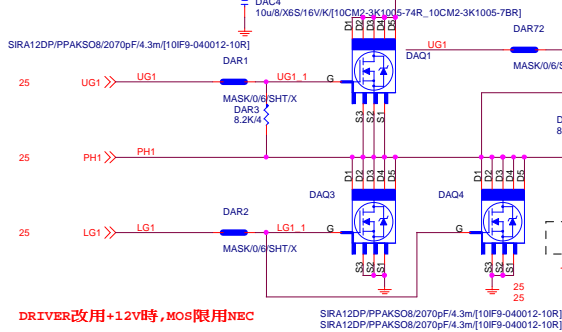 DAC4
10u/8/X6S/16V/K/[10CM2-3K1005-74R_10CM2-3K1005-7BR]
D1
D2
D3
D4
D5
DAR72
SIRA12DP/PPAKSO8/2070pF/4.3m/[10IF9-040012-10R]
DAQ1
UG1
DAR1
MASK/0/6/S
25
UG1
UG1
UG1_1
G
MASK/0/6/SHT/X
DAR3
8.2K/4
S3
S2
S1
25
PH1
PH1
D1
D2
D3
D4
D5
D1
D2
D3
D4
D5
DAQ3
DAQ4
DAR2
25
LG1
LG1
LG1_1
G
G
MASK/0/6/SHT/X
S3
S2
S1
S3
S2
S1
25
25
DRIVER改用+12V時,MOS限用NEC
SIRA12DP/PPAKSO8/2070pF/4.3m/[10IF9-040012-10R]
SIRA12DP/PPAKSO8/2070pF/4.3m/[10IF9-040012-10R]